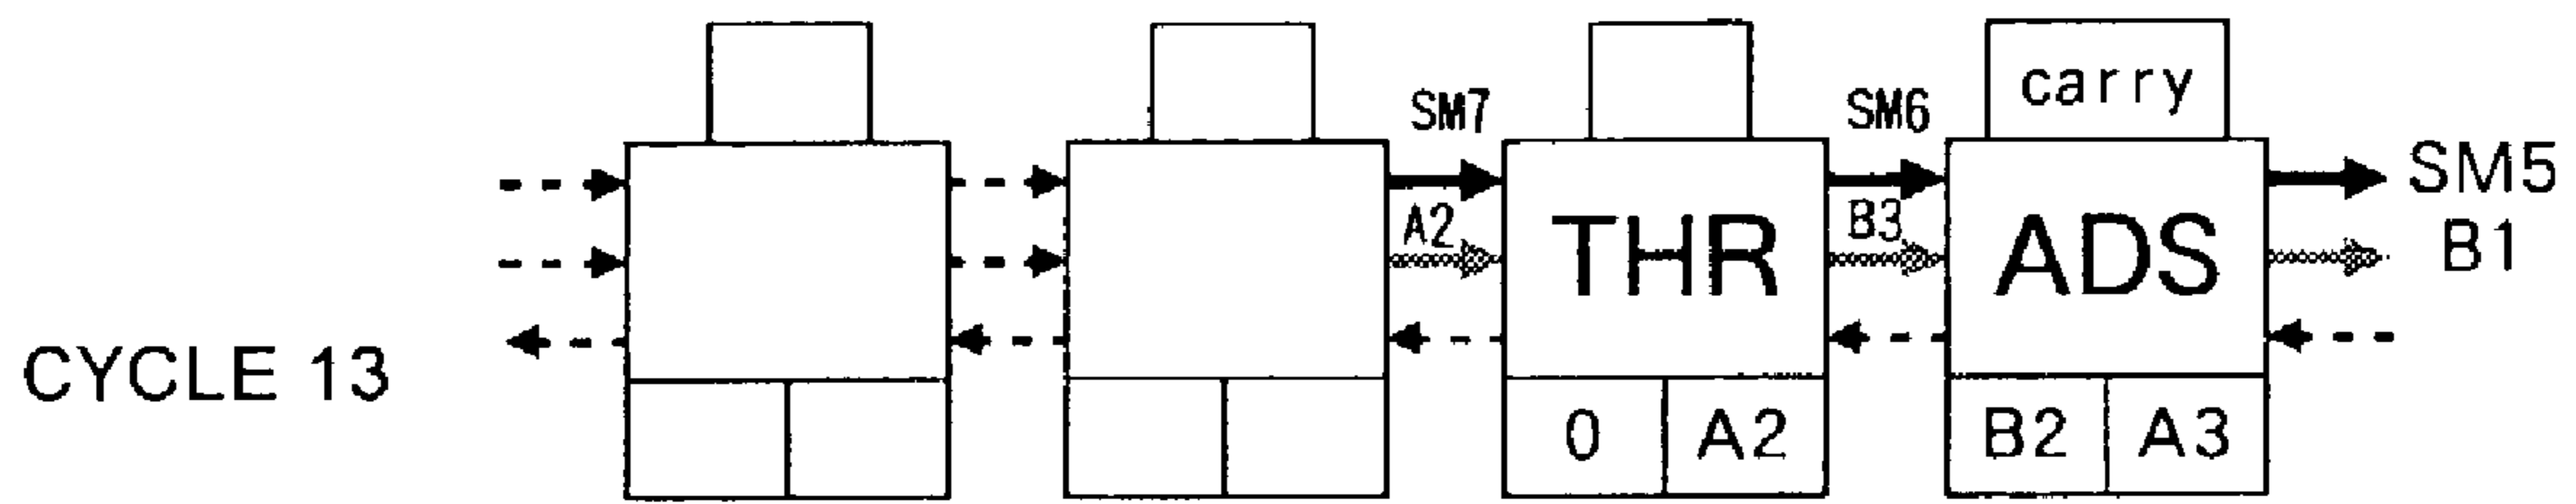 carry
SM7 SM6 SM5
A2 B3 B1
THR ADS
CYCLE 13
0 A2 B2 A3